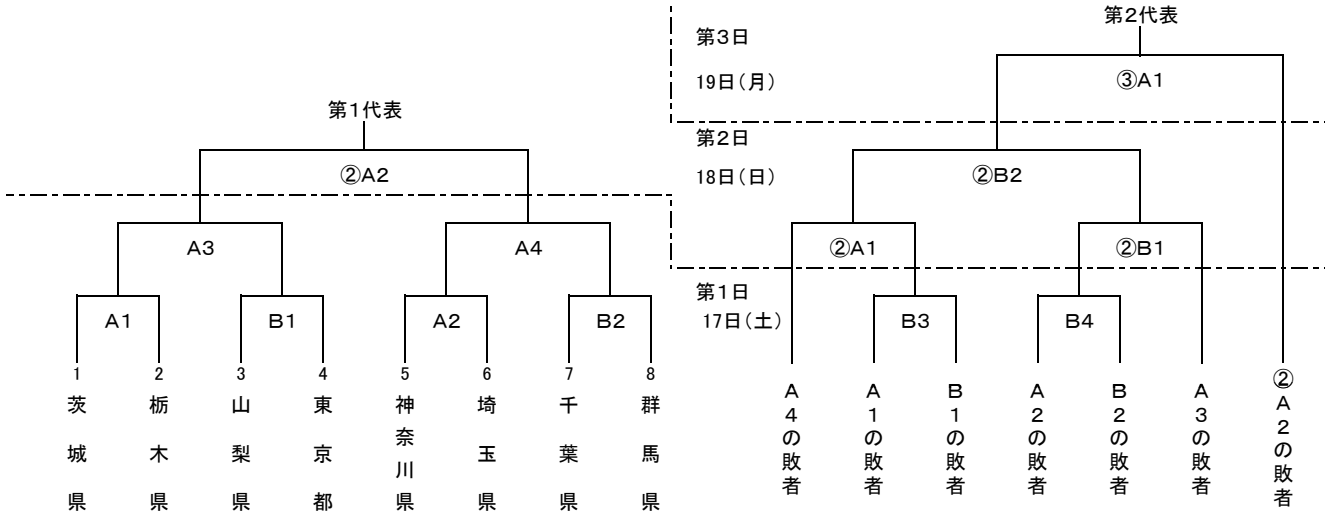 第1代表
②A2
A3
A4
A1
B1
A2
B2
1
2
3
4
5
6
7
8
茨城県
栃木県
山梨県
東京都
神奈川県
埼玉県
千葉県
群馬県
第2代表
第3日
19日(月)
③A1
第2日
18日(日)
②B2
②A1
②B1
第1日
17日(土)
B3
B4
A4の敗者
A1の敗者
B1の敗者
A2の敗者
B2の敗者
A3の敗者
②A2の敗者